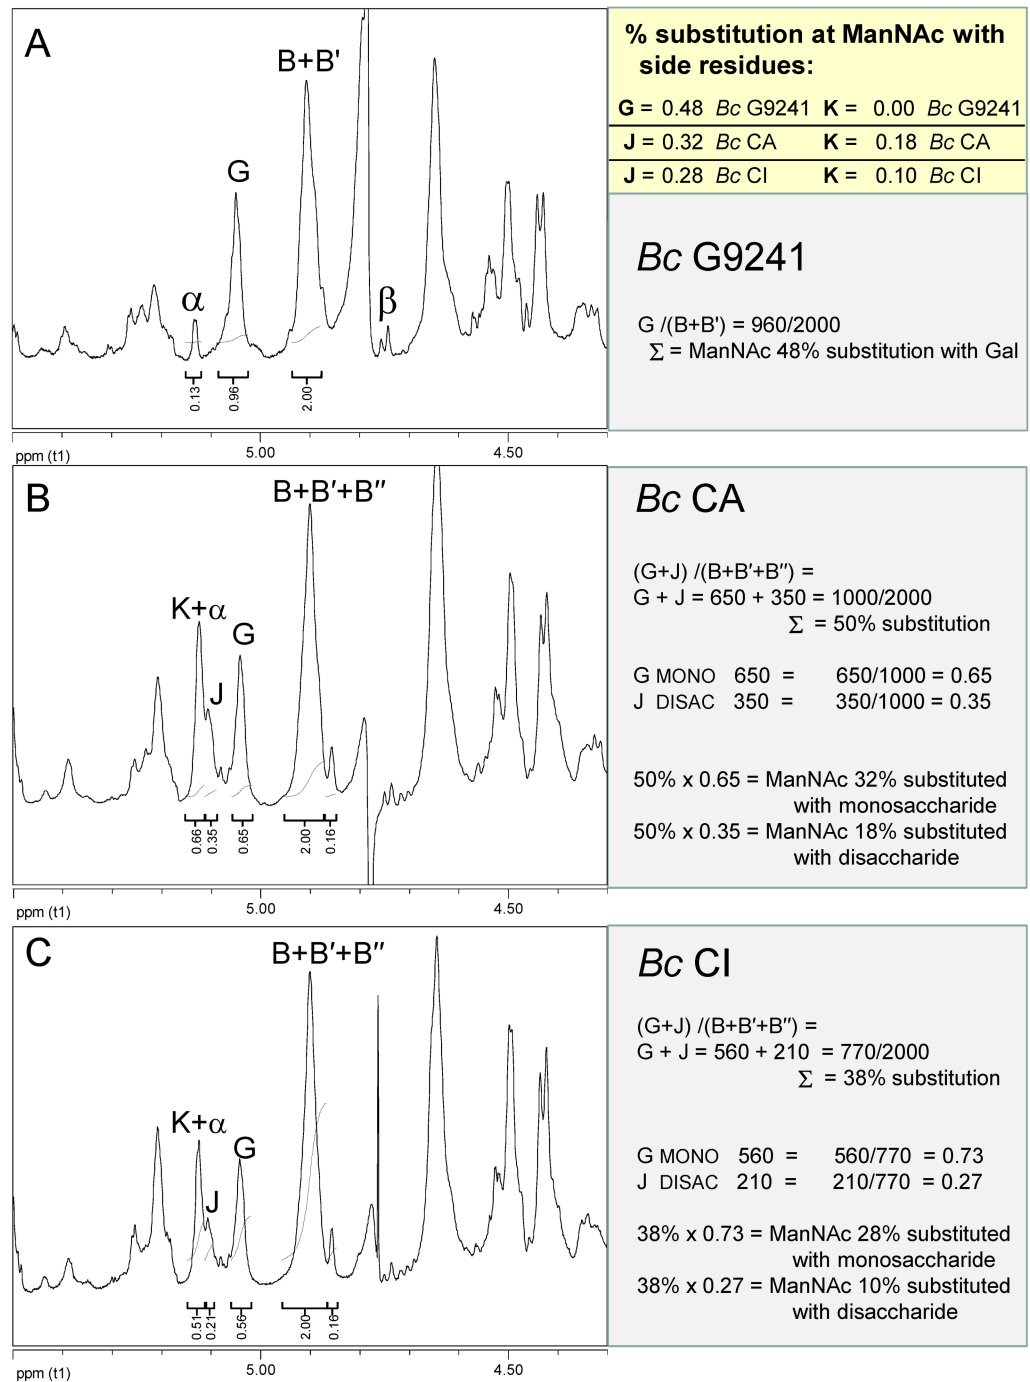 A
B+B'
G
α
β
0.13
0.96
2.00
ppm (t1)
5.00
4.50
% substitution at ManNAc with
side residues:
G = 0.48 Bc G9241 K = 0.00 Bc G9241
J = 0.32 Bc CA K = 0.18 Bc CA
J = 0.28 Bc CI K = 0.10 Bc CI
Bc G9241
G /(B+B') = 960/2000
Σ = ManNAc 48% substitution with Gal
B
B+B′+B″
K+α
J
G
0.66
0.35
0.65
2.00
0.16
ppm (t1)
5.00
4.50
Bc CA
(G+J) /(B+B′+B″) =
G + J = 650 + 350 = 1000/2000
Σ = 50% substitution
G MONO 650 = 650/1000 = 0.65
J DISAC 350 = 350/1000 = 0.35
50% x 0.65 = ManNAc 32% substituted
with monosaccharide
50% x 0.35 = ManNAc 18% substituted
with disaccharide
C
B+B′+B″
K+α
J
G
0.51
0.21
0.56
2.00
0.16
ppm (t1)
5.00
4.50
Bc CI
(G+J) /(B+B′+B″) =
G + J = 560 + 210 = 770/2000
Σ = 38% substitution
G MONO 560 = 560/770 = 0.73
J DISAC 210 = 210/770 = 0.27
38% x 0.73 = ManNAc 28% substituted
with monosaccharide
38% x 0.27 = ManNAc 10% substituted
with disaccharide